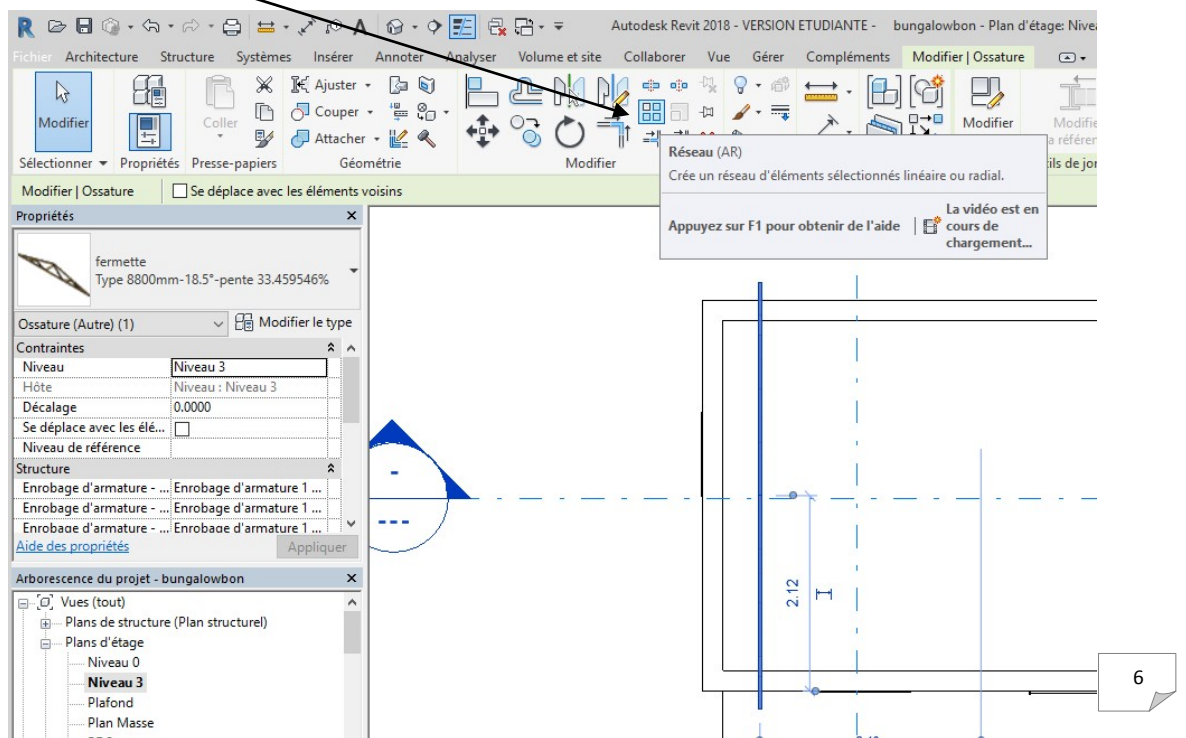 Autodesk Revit 2018 - VERSION ETUDIANTE - bungalowbon - Plan d'étage: Nivea
Fichier Architecture Structure Systèmes Insérer Annoter Analyser Volume et site Collaborer Vue Gérer Compléments Modifier | Ossature
Modifier
Coller
Ajuster
Couper
Attacher
Modifier
Modifie
a référer
Sélectionner Propriétés Presse-papiers Géométrie Modifier ils de jor
Réseau (AR)
Crée un réseau d'éléments sélectionnés linéaire ou radial.
Appuyez sur F1 pour obtenir de l'aide
La vidéo est en
cours de
chargement...
Modifier | Ossature Se déplace avec les éléments voisins
Propriétés
fermette
Type 8800mm-18.5°-pente 33.459546%
Ossature (Autre) (1) Modifier le type
Contraintes
Niveau Niveau 3
Hôte Niveau : Niveau 3
Décalage 0.0000
Se déplace avec les élé...
Niveau de référence
Structure
Enrobage d'armature - ... Enrobage d'armature 1 ...
Enrobage d'armature - ... Enrobage d'armature 1 ...
Enrobage d'armature - ... Enrobage d'armature 1 ...
Aide des propriétés Appliquer
Arborescence du projet - bungalowbon
Vues (tout)
Plans de structure (Plan structurel)
Plans d'étage
Niveau 0
Niveau 3
Plafond
Plan Masse
2.12
6